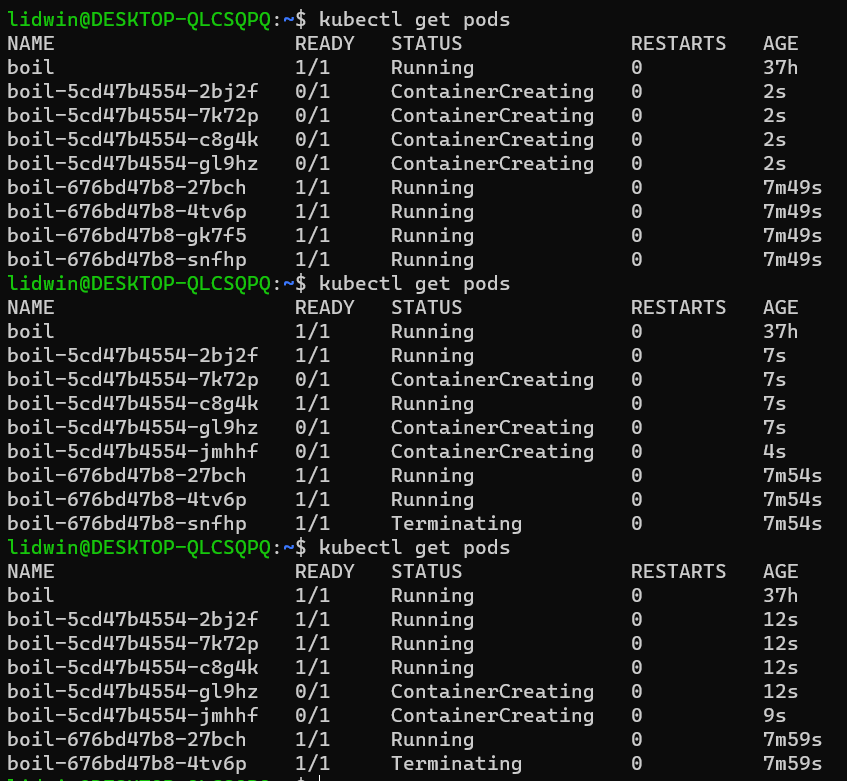 lidwin@DESKTOP-QLCSQPQ:~$ kubectl get pods
NAME READY STATUS RESTARTS AGE
boil 1/1 Running 0 37h
boil-5cd47b4554-2bj2f 0/1 ContainerCreating 0 2s
boil-5cd47b4554-7k72p 0/1 ContainerCreating 0 2s
boil-5cd47b4554-c8g4k 0/1 ContainerCreating 0 2s
boil-5cd47b4554-gl9hz 0/1 ContainerCreating 0 2s
boil-676bd47b8-27bch 1/1 Running 0 7m49s
boil-676bd47b8-4tv6p 1/1 Running 0 7m49s
boil-676bd47b8-gk7f5 1/1 Running 0 7m49s
boil-676bd47b8-snfhp 1/1 Running 0 7m49s
lidwin@DESKTOP-QLCSQPQ:~$ kubectl get pods
NAME READY STATUS RESTARTS AGE
boil 1/1 Running 0 37h
boil-5cd47b4554-2bj2f 1/1 Running 0 7s
boil-5cd47b4554-7k72p 0/1 ContainerCreating 0 7s
boil-5cd47b4554-c8g4k 1/1 Running 0 7s
boil-5cd47b4554-gl9hz 0/1 ContainerCreating 0 7s
boil-5cd47b4554-jmhhf 0/1 ContainerCreating 0 4s
boil-676bd47b8-27bch 1/1 Running 0 7m54s
boil-676bd47b8-4tv6p 1/1 Running 0 7m54s
boil-676bd47b8-snfhp 1/1 Terminating 0 7m54s
lidwin@DESKTOP-QLCSQPQ:~$ kubectl get pods
NAME READY STATUS RESTARTS AGE
boil 1/1 Running 0 37h
boil-5cd47b4554-2bj2f 1/1 Running 0 12s
boil-5cd47b4554-7k72p 1/1 Running 0 12s
boil-5cd47b4554-c8g4k 1/1 Running 0 12s
boil-5cd47b4554-gl9hz 0/1 ContainerCreating 0 12s
boil-5cd47b4554-jmhhf 0/1 ContainerCreating 0 9s
boil-676bd47b8-27bch 1/1 Running 0 7m59s
boil-676bd47b8-4tv6p 1/1 Terminating 0 7m59s